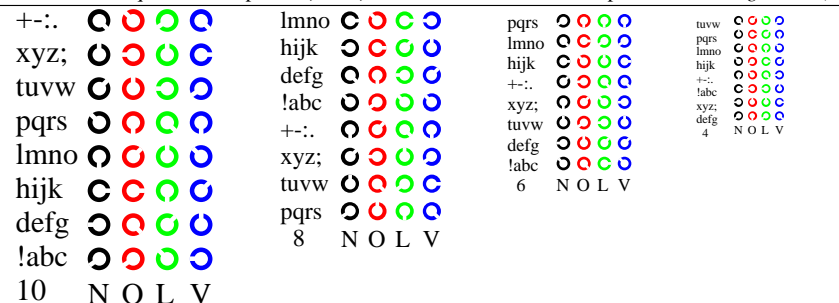 +-:.
xyz;
tuvw
pqrs
lmno
hijk
defg
!abc
10 N O L V
lmno
hijk
defg
!abc
+-:.
xyz;
tuvw
pqrs
8 N O L V
pqrs
lmno
hijk
+-:.
xyz;
tuvw
defg
!abc
6 N O L V
tuvw
pqrs
lmno
hijk
+-:.
!abc
xyz;
defg
4 N O L V